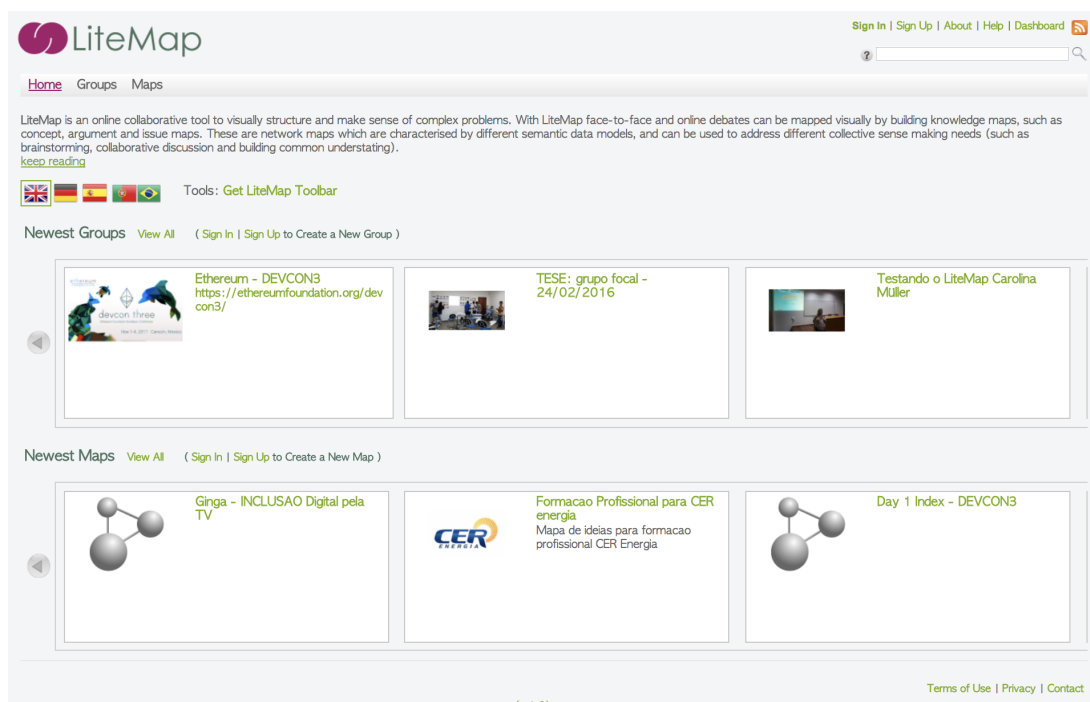 LiteMap
Sign In | Sign Up | About | Help | Dashboard
?
Home Groups Maps
LiteMap is an online collaborative tool to visually structure and make sense of complex problems. With LiteMap face-to-face and online debates can be mapped visually by building knowledge maps, such as
concept, argument and issue maps. These are network maps which are characterised by different semantic data models, and can be used to address different collective sense making needs (such as
brainstorming, collaborative discussion and building common understating).
keep reading
Tools: Get LiteMap Toolbar
Newest Groups View All ( Sign In | Sign Up to Create a New Group )
devcon three
Ethereum - DEVCON3
https://ethereumfoundation.org/dev
con3/
TESE: grupo focal -
24/02/2016
Testando o LiteMap Carolina
Müller
Newest Maps View All ( Sign In | Sign Up to Create a New Map )
Ginga - INCLUSAO Digital pela
TV
CER
ENERGIA
Formacao Profissional para CER
energia
Mapa de ideias para formacao
profissional CER Energia
Day 1 Index - DEVCON3
Terms of Use | Privacy | Contact